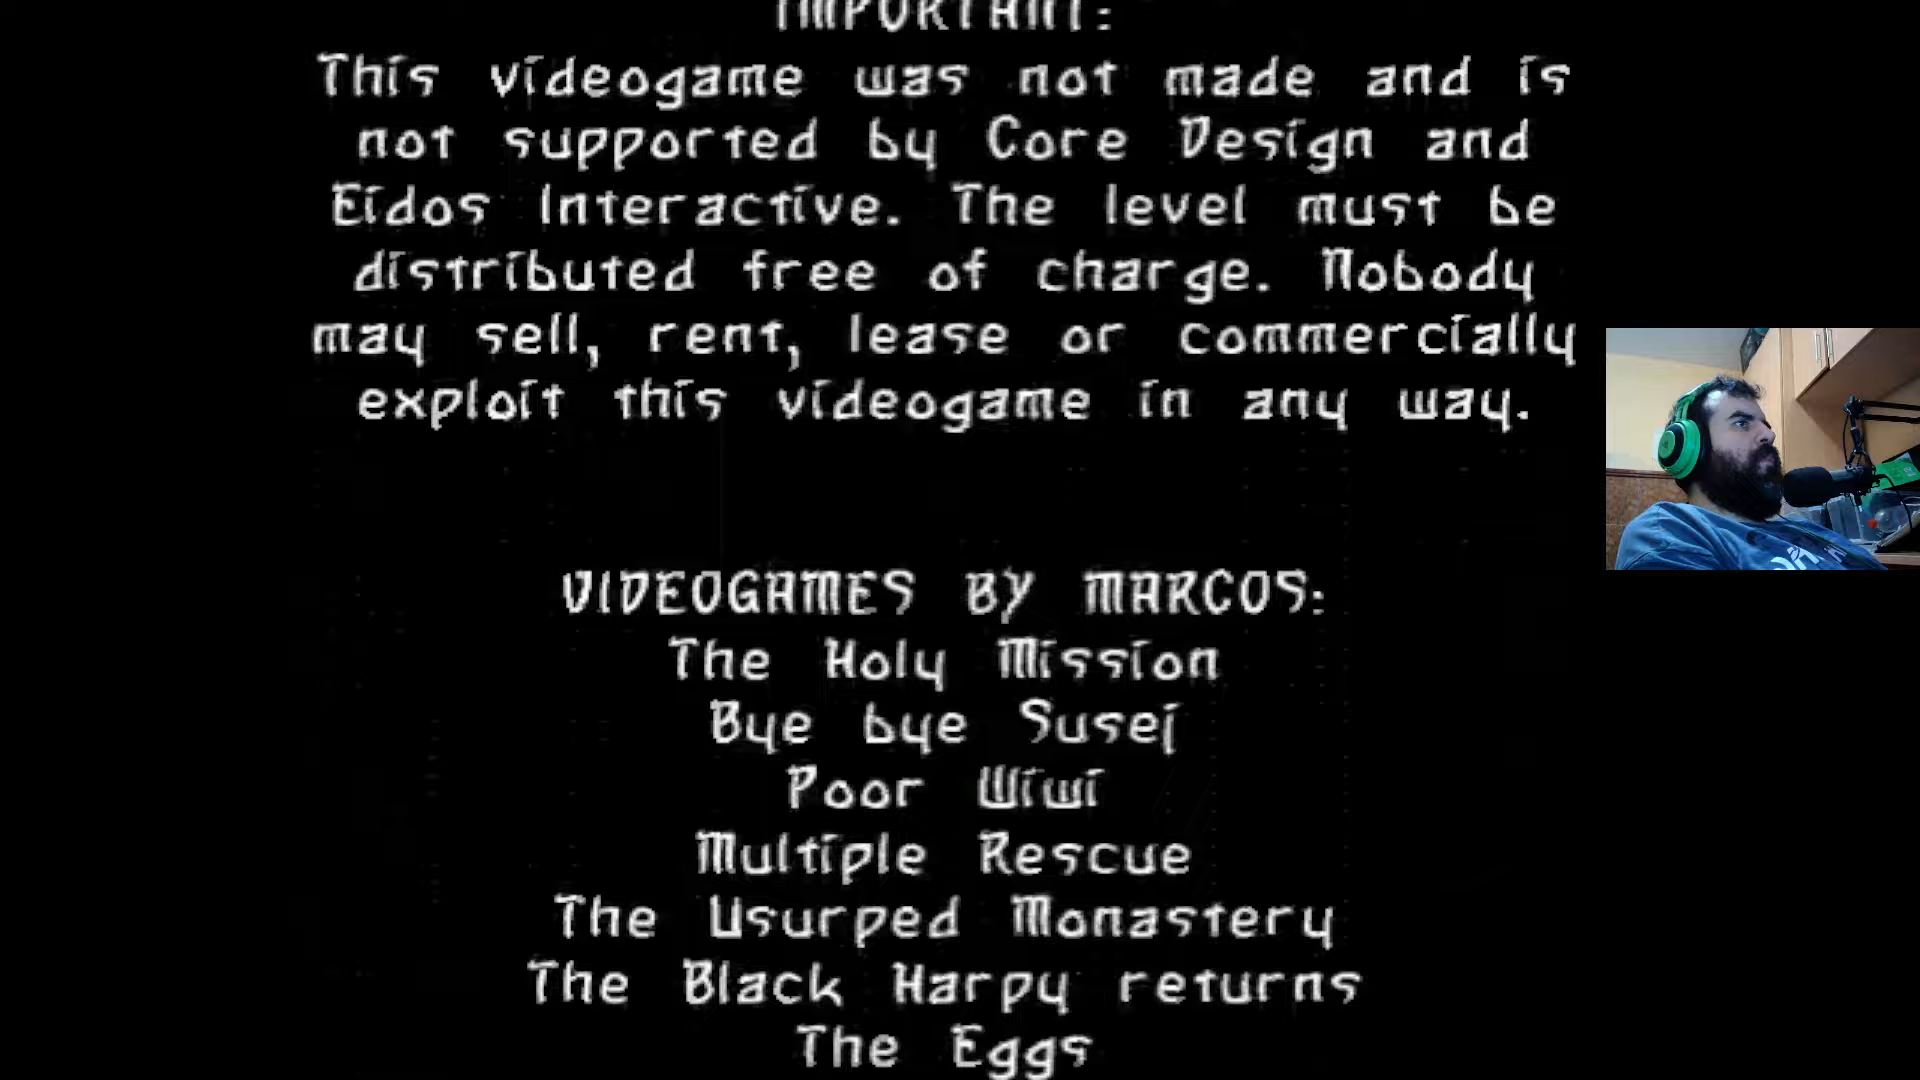 IMPORTANT:
This videogame was not made and is
not supported by Core Design and
Eidos Interactive. The level must be
distributed free of charge. Nobody
may sell, rent, lease or commercially
exploit this videogame in any way.
VIDEOGAMES BY MARCOS:
The Holy Mission
Bye bye Susej
Poor Wiwi
Multiple Rescue
The Usurped Monastery
The Black Harpy returns
The Eggs